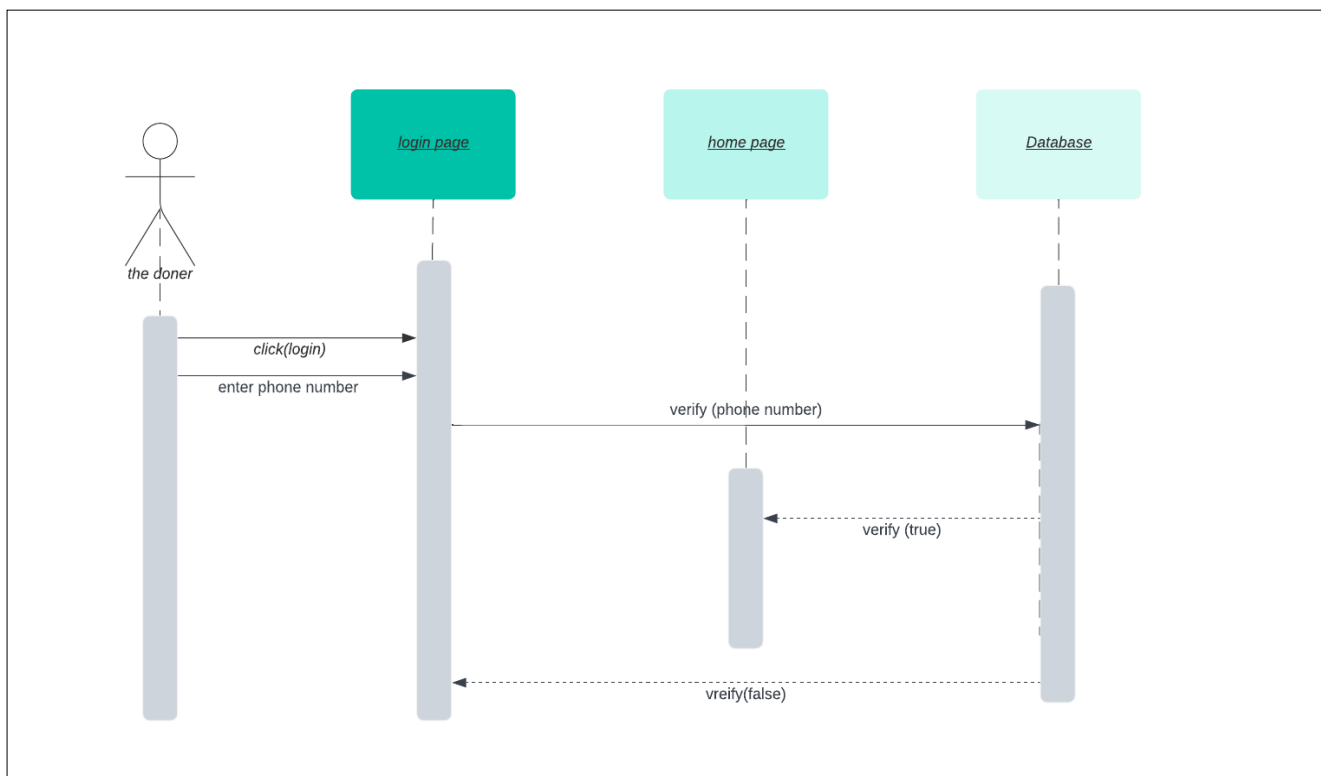 login page
home page
Database
the doner
click(login)
enter phone number
verify (phone number)
verify (true)
vreify(false)